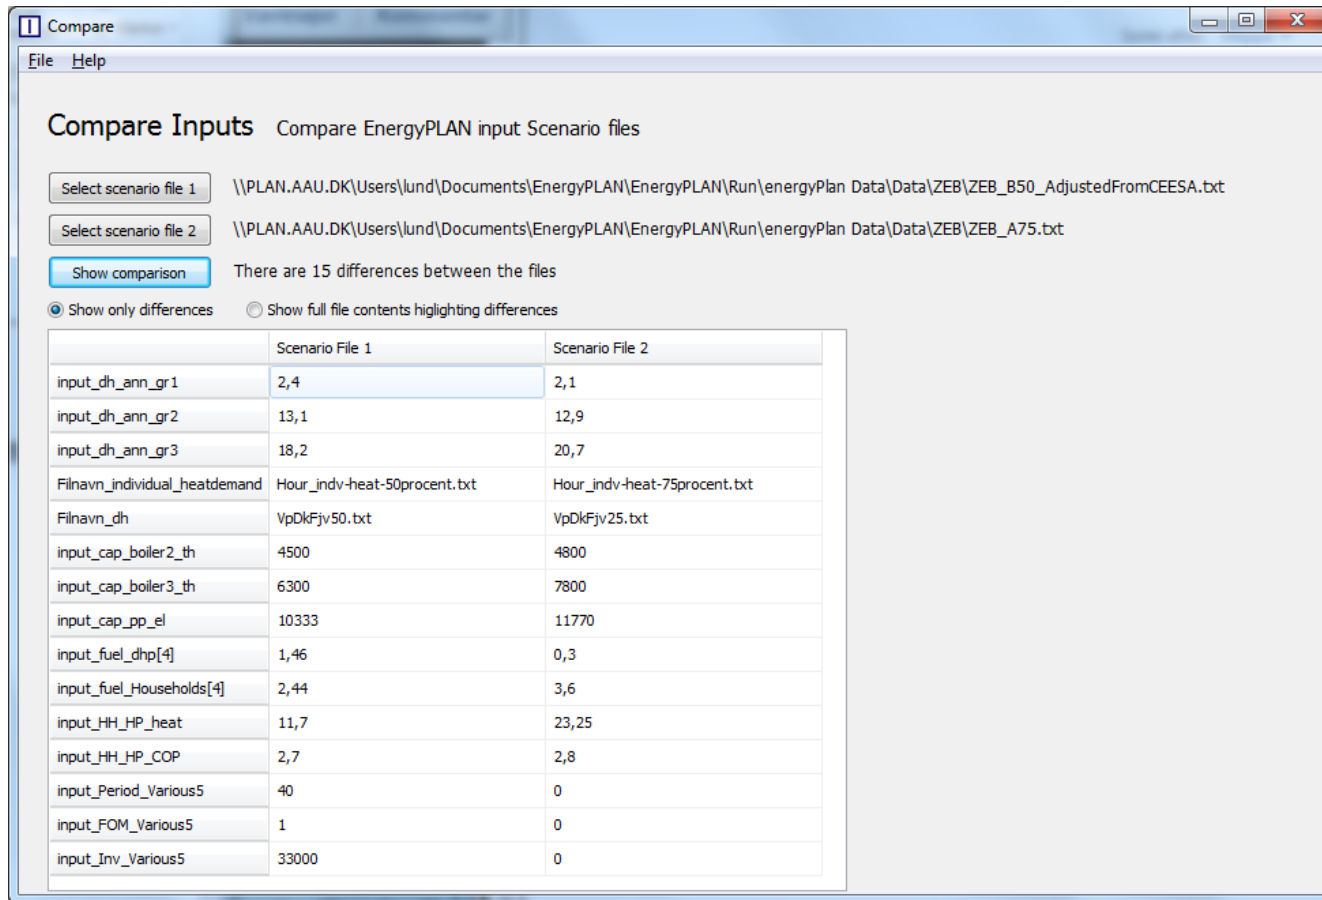 Compare
File Help
Compare Inputs Compare EnergyPLAN input Scenario files
Select scenario file 1 \\PLAN.AAU.DK\Users\lund\Documents\EnergyPLAN\EnergyPLAN\Run\energyPlan Data\Data\ZEB\ZEB_B50_AdjustedFromCEESA.txt
Select scenario file 2 \\PLAN.AAU.DK\Users\lund\Documents\EnergyPLAN\EnergyPLAN\Run\energyPlan Data\Data\ZEB\ZEB_A75.txt
Show comparison There are 15 differences between the files
Show only differences Show full file contents higlighting differences
Scenario File 1 Scenario File 2
input_dh_ann_gr1 2,4 2,1
input_dh_ann_gr2 13,1 12,9
input_dh_ann_gr3 18,2 20,7
Filnavn_individual_heatdemand Hour_indv-heat-50procent.txt Hour_indv-heat-75procent.txt
Filnavn_dh VpDkFjv50.txt VpDkFjv25.txt
input_cap_boiler2_th 4500 4800
input_cap_boiler3_th 6300 7800
input_cap_pp_el 10333 11770
input_fuel_dhp[4] 1,46 0,3
input_fuel_Households[4] 2,44 3,6
input_HH_HP_heat 11,7 23,25
input_HH_HP_COP 2,7 2,8
input_Period_Various5 40 0
input_FOM_Various5 1 0
input_Inv_Various5 33000 0